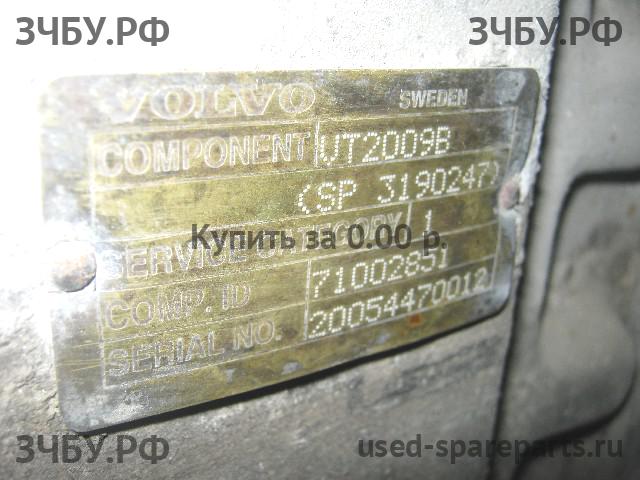 ЗЧБУ.РФ ЗЧБУ.РФ
VOLVO SWEDEN
COMPONENT VT2009B
(SP 3190247)
SERVICE CATEGORY 1
Купить за 0.00 р.
COMP. ID 71002851
SERIAL NO. 20054470012
ЗЧБУ.РФ used-spareparts.ru